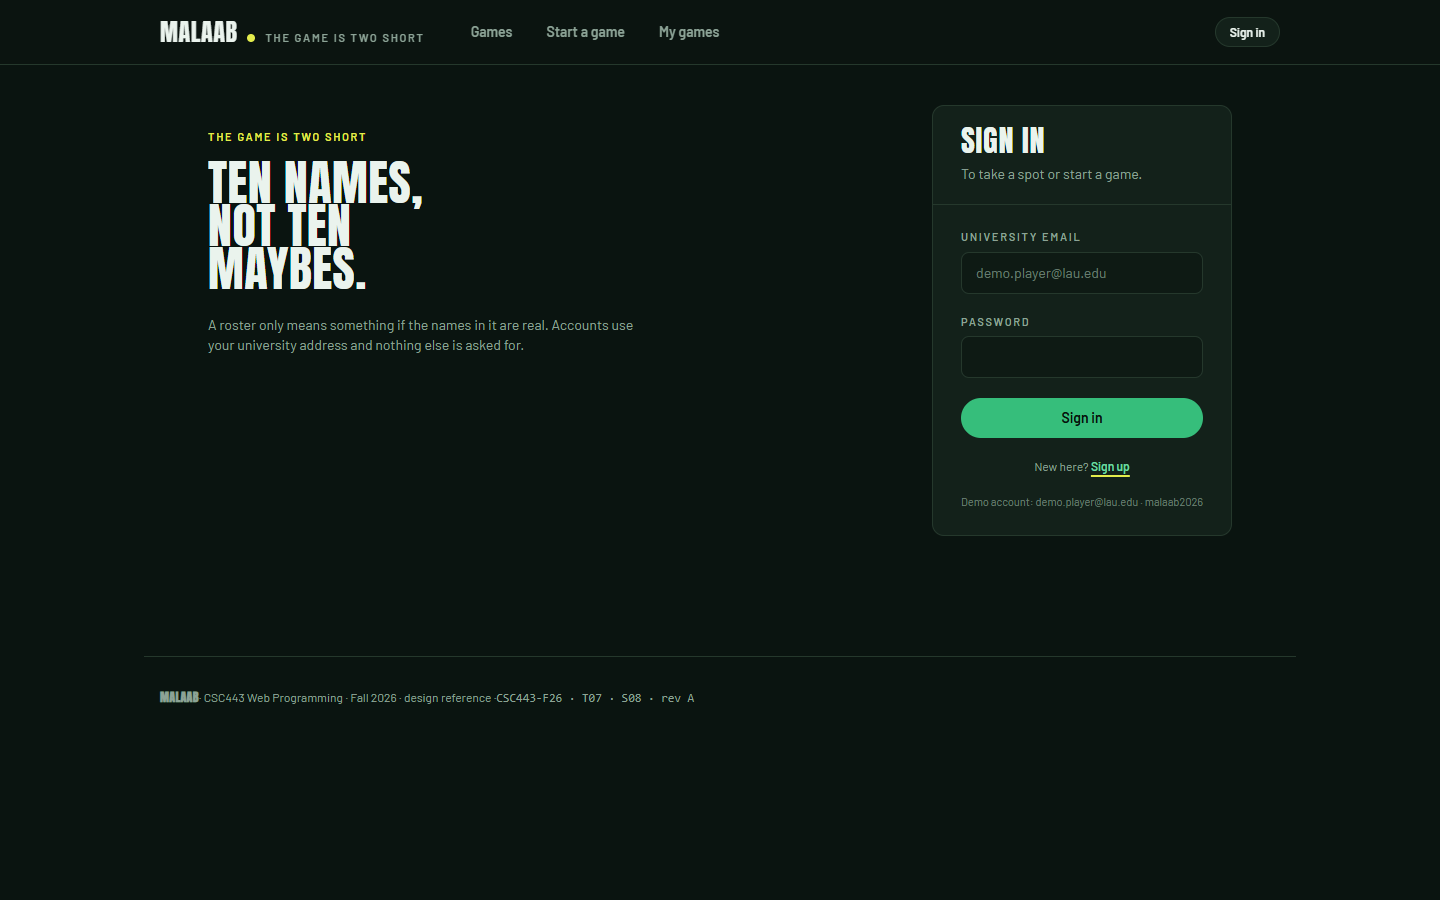 MALAAB THE GAME IS TWO SHORT Games Start a game My games Sign in
THE GAME IS TWO SHORT
TEN NAMES,
NOT TEN
MAYBES.
A roster only means something if the names in it are real. Accounts use
your university address and nothing else is asked for.
SIGN IN
To take a spot or start a game.
UNIVERSITY EMAIL
demo.player@lau.edu
PASSWORD
Sign in
New here? Sign up
Demo account: demo.player@lau.edu · malaab2026
MALAAB · CSC443 Web Programming · Fall 2026 · design reference ·CSC443-F26 · T07 · S08 · rev A